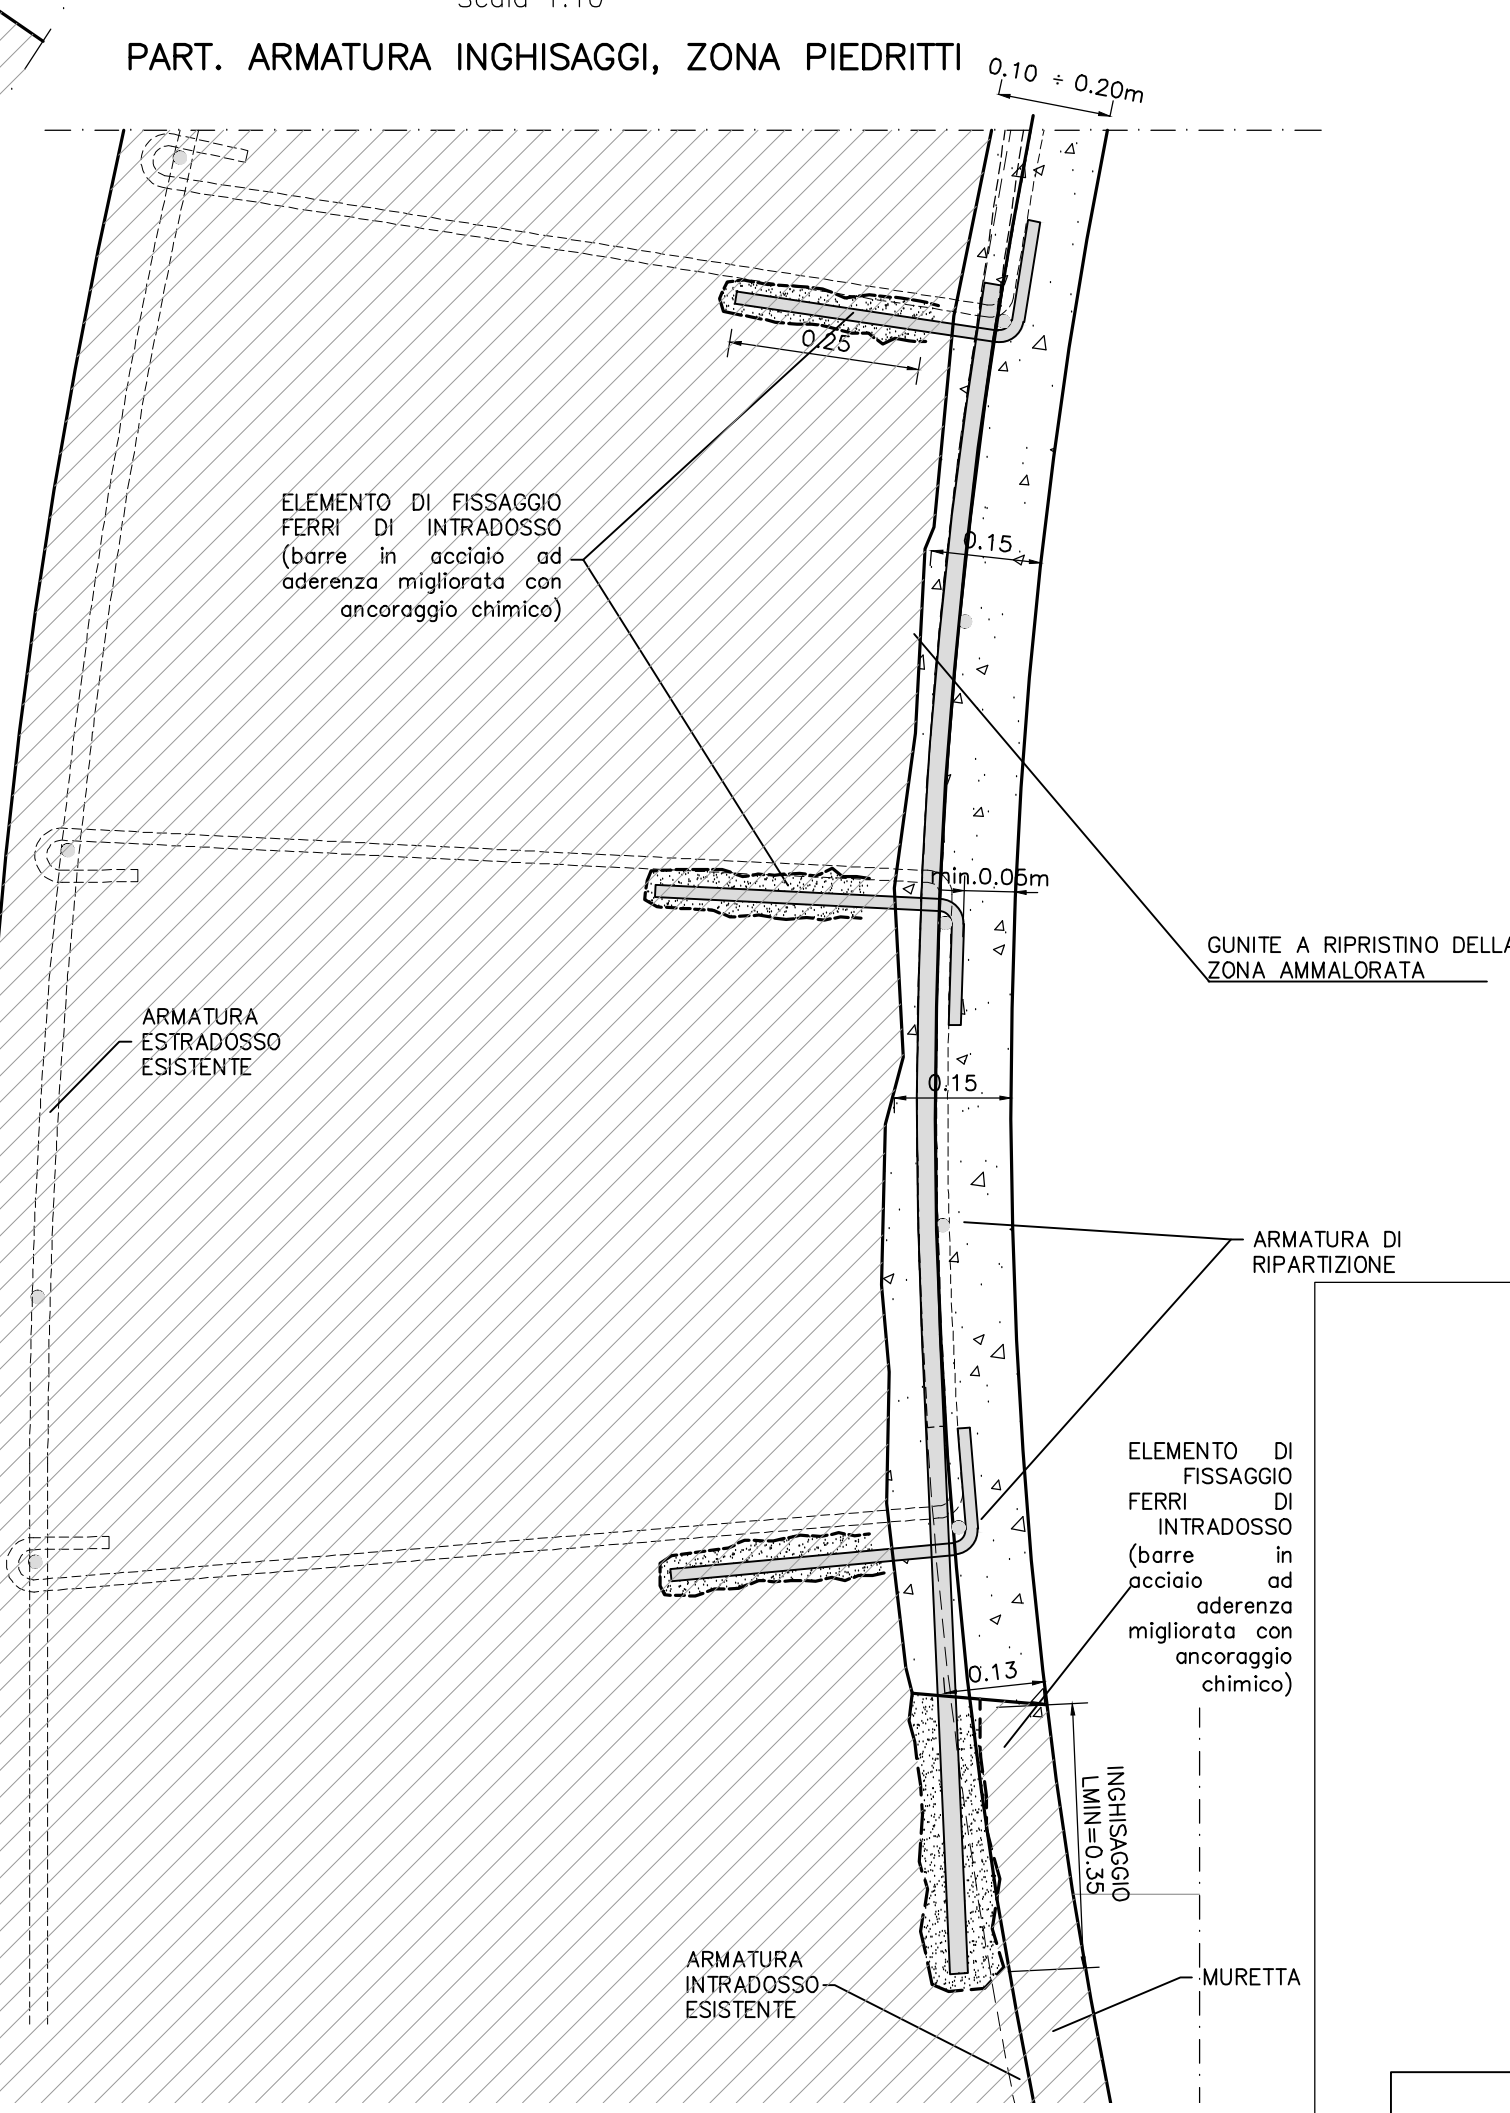 Scala 1:10
PART. ARMATURA INGHISAGGI, ZONA PIEDRITTI
0.10 ÷ 0.20m
0.25
ELEMENTO DI FISSAGGIO
FERRI DI INTRADOSSO
(barre in acciaio ad
aderenza migliorata con
ancoraggio chimico)
0.15
min.0.05m
GUNITE A RIPRISTINO DELLA
ZONA AMMALORATA
ARMATURA
ESTRADOSSO
ESISTENTE
0.15
ARMATURA DI
RIPARTIZIONE
ELEMENTO DI
FISSAGGIO
FERRI DI
INTRADOSSO
(barre in
acciaio ad
aderenza
migliorata con
ancoraggio
chimico)
0.13
INGHISAGGIO
LMIN=0.35
ARMATURA
INTRADOSSO
ESISTENTE
MURETTA